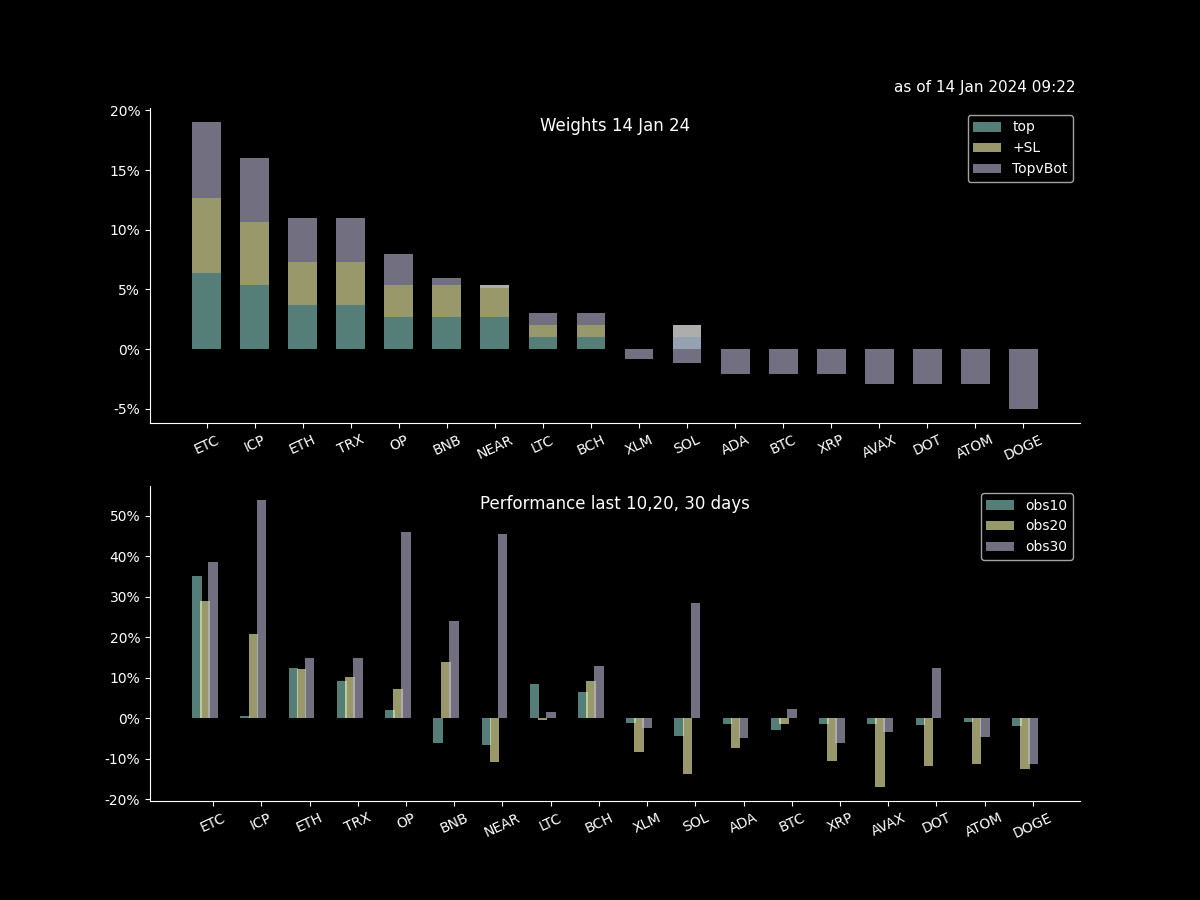 as of 14 Jan 2024 09:22
Weights 14 Jan 24
20%
15%
10%
5%
0%
-5%
top
+SL
TopvBot
ETC ICP ETH TRX OP BNB NEAR LTC BCH XLM SOL ADA BTC XRP AVAX DOT ATOM DOGE
Performance last 10,20, 30 days
50%
40%
30%
20%
10%
0%
-10%
-20%
obs10
obs20
obs30
ETC ICP ETH TRX OP BNB NEAR LTC BCH XLM SOL ADA BTC XRP AVAX DOT ATOM DOGE